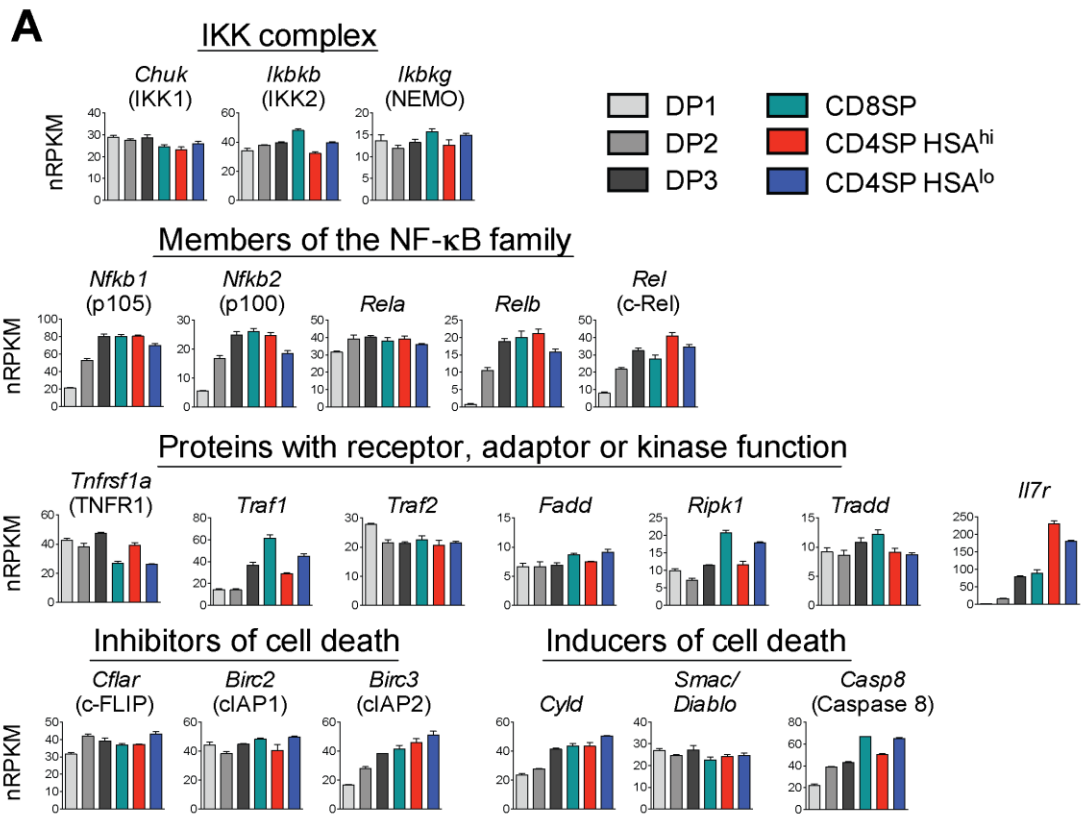 A
IKK complex
Chuk
(IKK1)
Ikbkb
(IKK2)
Ikbkg
(NEMO)
nRPKM
40
30
20
10
0
60
40
20
0
20
15
10
5
0
DP1
DP2
DP3
CD8SP
CD4SP HSAhi
CD4SP HSAlo
Members of the NF-κB family
Nfkb1
(p105)
Nfkb2
(p100)
Rela
Relb
Rel
(c-Rel)
nRPKM
100
80
60
40
20
0
30
20
10
0
50
40
30
20
10
0
25
20
15
10
5
0
50
40
30
20
10
0
Proteins with receptor, adaptor or kinase function
Tnfrsf1a
(TNFR1)
Traf1
Traf2
Fadd
Ripk1
Tradd
Il7r
nRPKM
60
40
20
0
80
60
40
20
0
30
20
10
0
15
10
5
0
25
20
15
10
5
0
15
10
5
0
250
200
150
100
50
0
Inhibitors of cell death
Cflar
(c-FLIP)
Birc2
(cIAP1)
Birc3
(cIAP2)
nRPKM
50
40
30
20
10
0
60
40
20
0
60
40
20
0
Inducers of cell death
Cyld
Smac/
Diablo
Casp8
(Caspase 8)
60
40
20
0
40
30
20
10
0
80
60
40
20
0